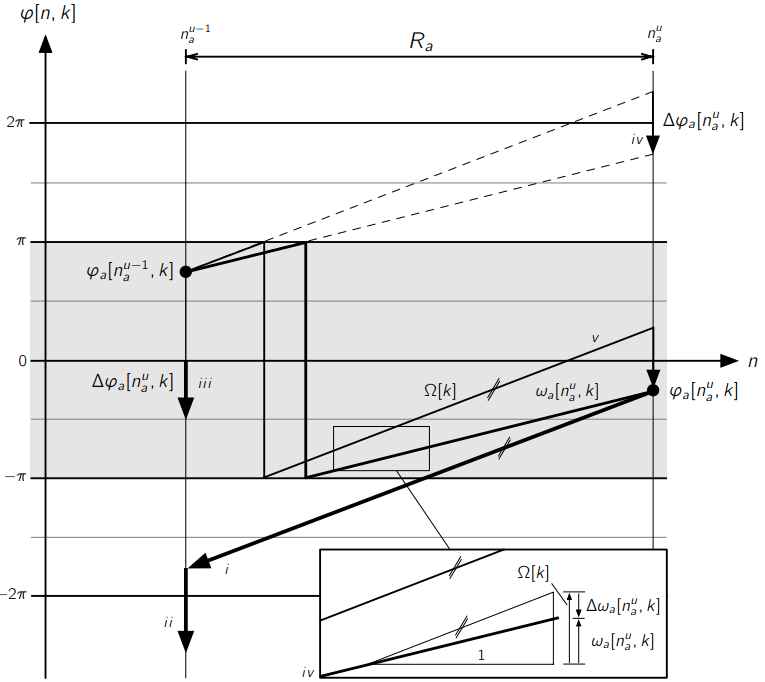 φ[n, k]
n_a^{u−1}
R_a
n_a^u
2π
Δφ_a[n_a^u, k]
iv
π
φ_a[n_a^{u−1}, k]
v
0
n
Δφ_a[n_a^u, k]
iii
Ω[k]
ω_a[n_a^u, k]
φ_a[n_a^u, k]
−π
i
Ω[k]
−2π
Δω_a[n_a^u, k]
ii
ω_a[n_a^u, k]
1
iv